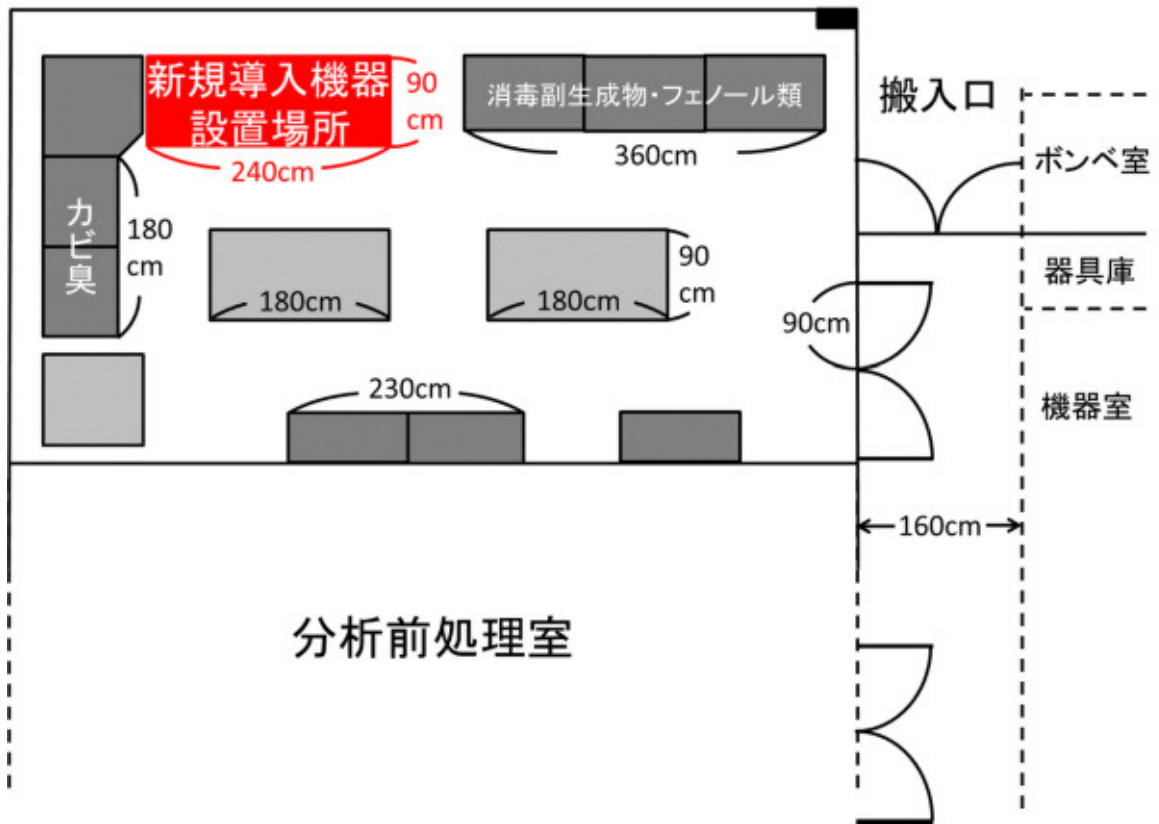 新規導入機器
設置場所
90
cm
240cm
消毒副生成物・フェノール類
360cm
搬入口
ボンベ室
カビ臭
180
cm
180cm
180cm
90
cm
器具庫
90cm
230cm
機器室
160cm
分析前処理室